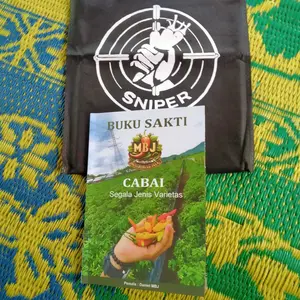 SNIPER
BUKU SAKTI
MBJ
CABAI
Segala Jenis Varietas